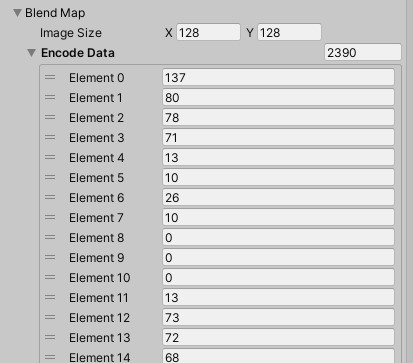 Blend Map
Image Size X 128 Y 128
Encode Data 2390
Element 0 137
Element 1 80
Element 2 78
Element 3 71
Element 4 13
Element 5 10
Element 6 26
Element 7 10
Element 8 0
Element 9 0
Element 10 0
Element 11 13
Element 12 73
Element 13 72
Element 14 68